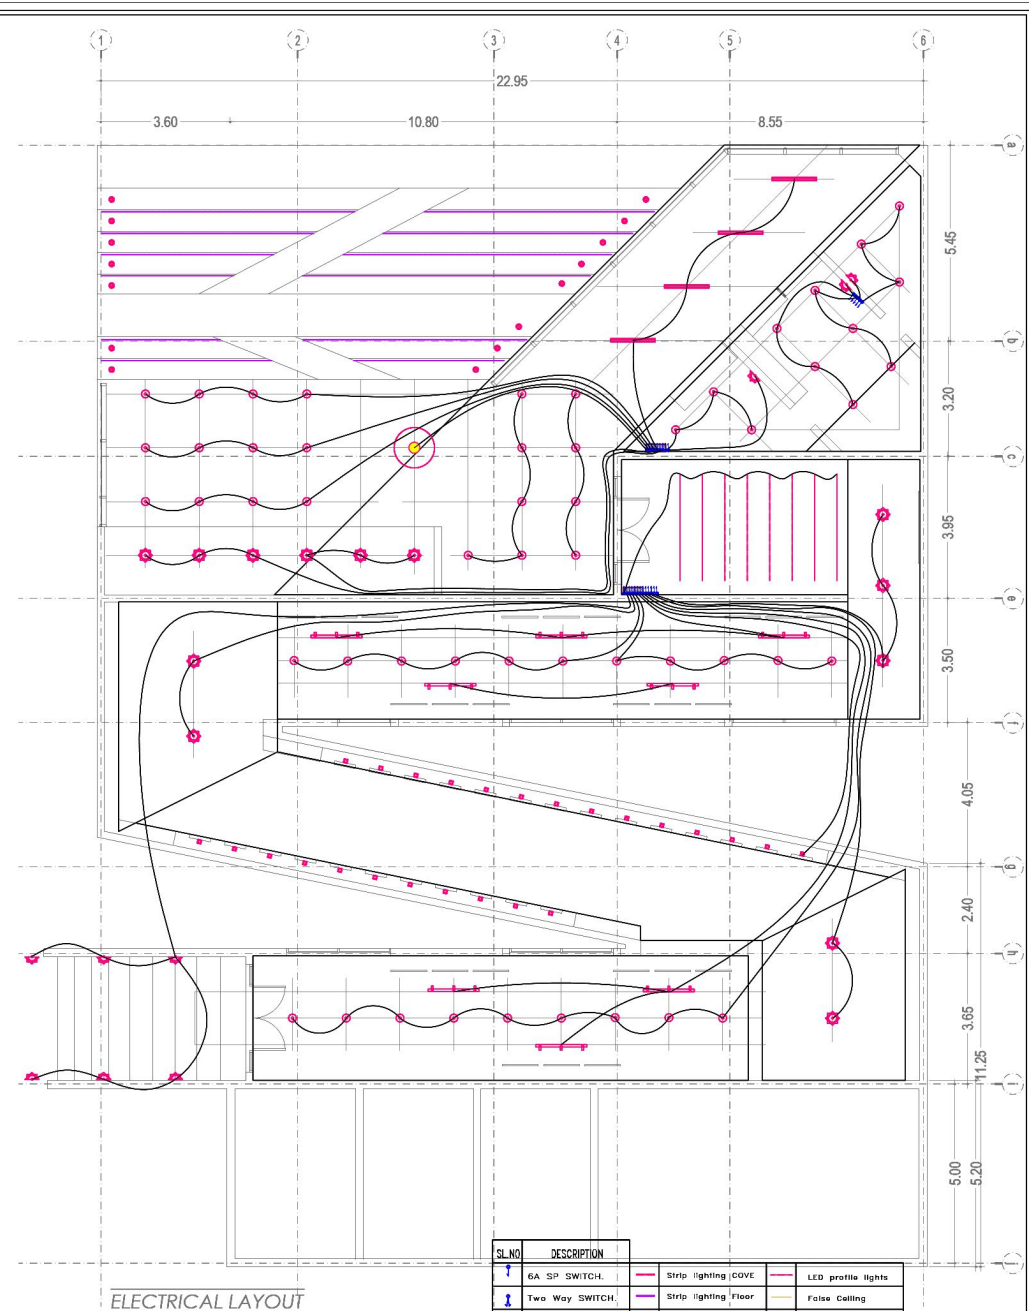 1 2 3 4 5 6
22.95
3.60 10.80 8.55
a
5.45
b
3.20
c
3.95
e
3.50
f
4.05
g
2.40
h
3.65
11.25
5.00
5.20
SL.NO DESCRIPTION
6A SP SWITCH. Strip lighting COVE LED profile lights
Two Way SWITCH. Strip lighting Floor False Ceiling
ELECTRICAL LAYOUT